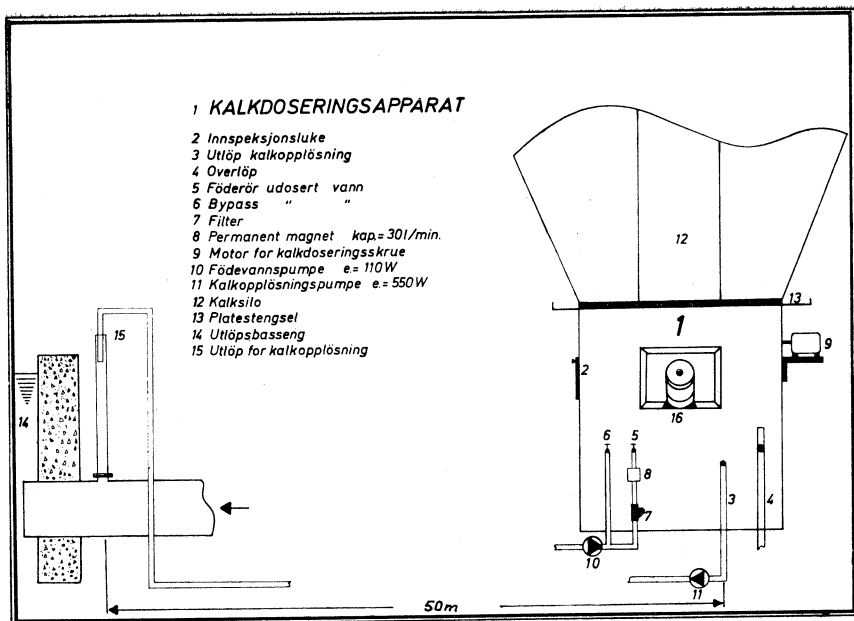 1 KALKDOSERINGSAPPARAT
2 Innspeksjonsluke
3 Utlöp kalkopplösning
4 Overlöp
5 Föderör udosert vann
6 Bypass " "
7 Filter
8 Permanent magnet kap.= 30 l/min.
9 Motor for kalkdoseringsskrue
10 Födevannspumpe e.= 110 W
11 Kalkopplösningspumpe e.= 550 W
12 Kalksilo
13 Platestengsel
14 Utlöpsbasseng
15 Utlöp for kalkopplösning
12
13
1
9
2
16
15
14
6
5
8
7
3
4
10
11
50m